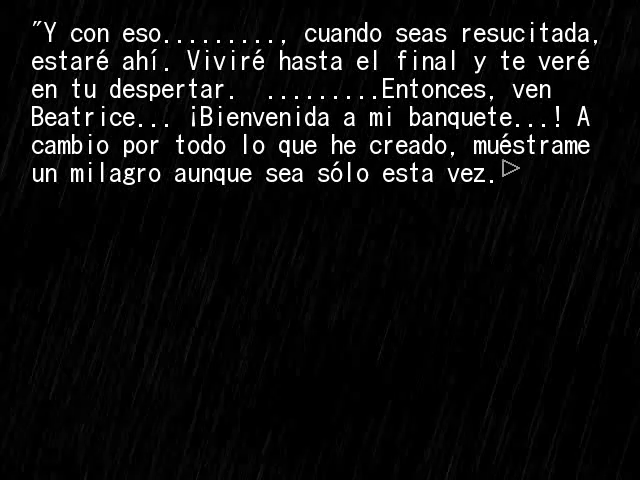 "Y con eso.........., cuando seas resucitada,
estaré ahí. Viviré hasta el final y te veré
en tu despertar.  .........Entonces, ven
Beatrice... ¡Bienvenida a mi banquete...! A
cambio por todo lo que he creado, muéstrame
un milagro aunque sea sólo esta vez.